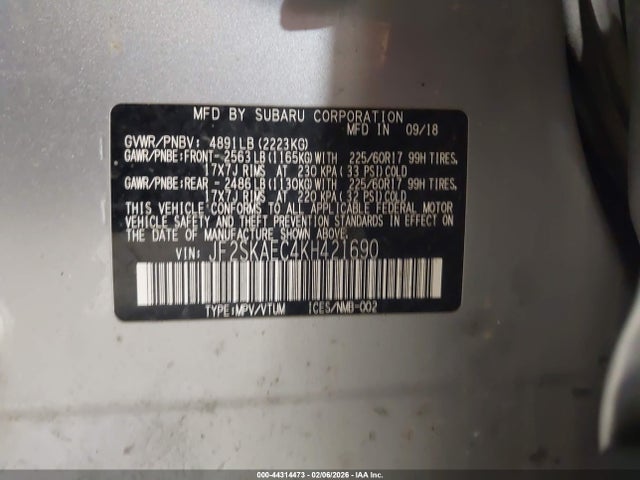 MFD BY SUBARU CORPORATION
MFD IN 09/18
GVWR/PNBV: 4891LB (2223KG)
GAWR/PNBE:FRONT- 2563LB(1165KG)WITH 225/60R17 99H TIRES,
17X7J RIMS AT 230 KPA(33 PSI)COLD
GAWR/PNBE:REAR - 2486LB(1130KG)WITH 225/60R17 99H TIRES,
17X7J RIMS AT 220 KPA(32 PSI)COLD
THIS VEHICLE CONFORMS TO ALL APPLICABLE FEDERAL MOTOR
VEHICLE SAFETY AND THEFT PREVENTION STANDARDS IN EFFECT ON
THE DATE OF MANUFACTURE SHOWN ABOVE.
VIN: JF2SKAEC4KH421690
TYPE:MPV/VTUM ICES/NMB-002
000-44314473 - 02/06/2026 - IAA Inc.